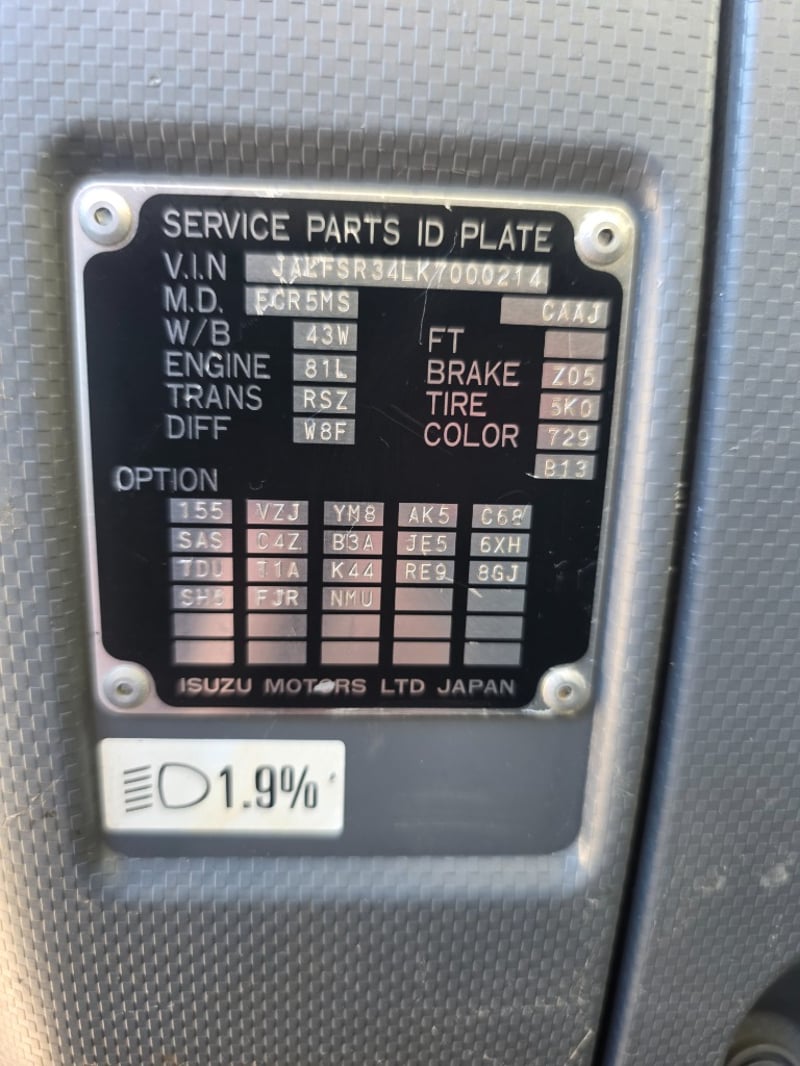 SERVICE PARTS ID PLATE
V.I.N JALFSR34LK7000214
M.D. FCR5MS CAAJ
W/B 43W FT
ENGINE 81L BRAKE Z05
TRANS RSZ TIRE 5K0
DIFF W8F COLOR 729
B13
OPTION
155 VZJ YM8 AK5 C68
SAS C4Z B3A JE5 6XH
7DU K44 RE9 8GJ
FJR NMU
ISUZU MOTORS LTD JAPAN
1.9%